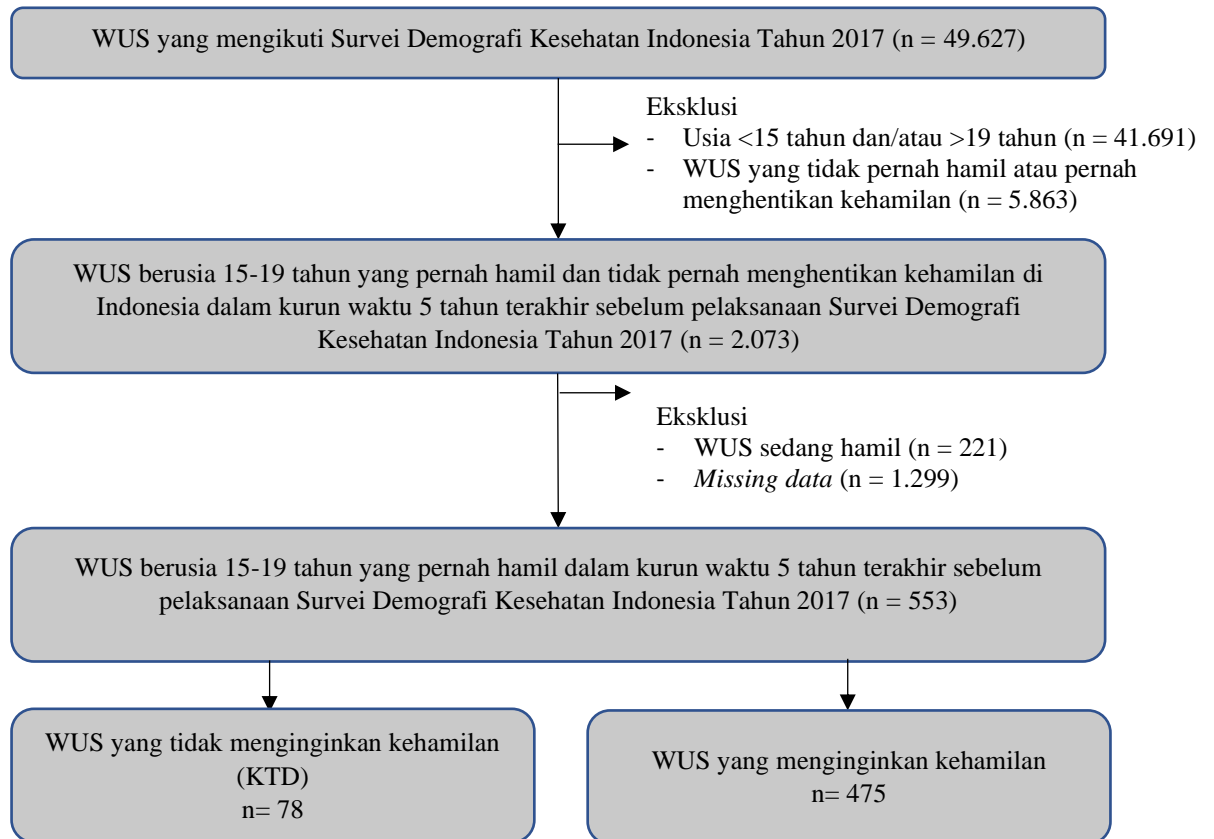 WUS yang mengikuti Survei Demografi Kesehatan Indonesia Tahun 2017 (n = 49.627)
Eksklusi
- Usia <15 tahun dan/atau >19 tahun (n = 41.691)
- WUS yang tidak pernah hamil atau pernah
menghentikan kehamilan (n = 5.863)
WUS berusia 15-19 tahun yang pernah hamil dan tidak pernah menghentikan kehamilan di
Indonesia dalam kurun waktu 5 tahun terakhir sebelum pelaksanaan Survei Demografi
Kesehatan Indonesia Tahun 2017 (n = 2.073)
Eksklusi
- WUS sedang hamil (n = 221)
- Missing data (n = 1.299)
WUS berusia 15-19 tahun yang pernah hamil dalam kurun waktu 5 tahun terakhir sebelum
pelaksanaan Survei Demografi Kesehatan Indonesia Tahun 2017 (n = 553)
WUS yang tidak menginginkan kehamilan
(KTD)
n= 78
WUS yang menginginkan kehamilan
n= 475